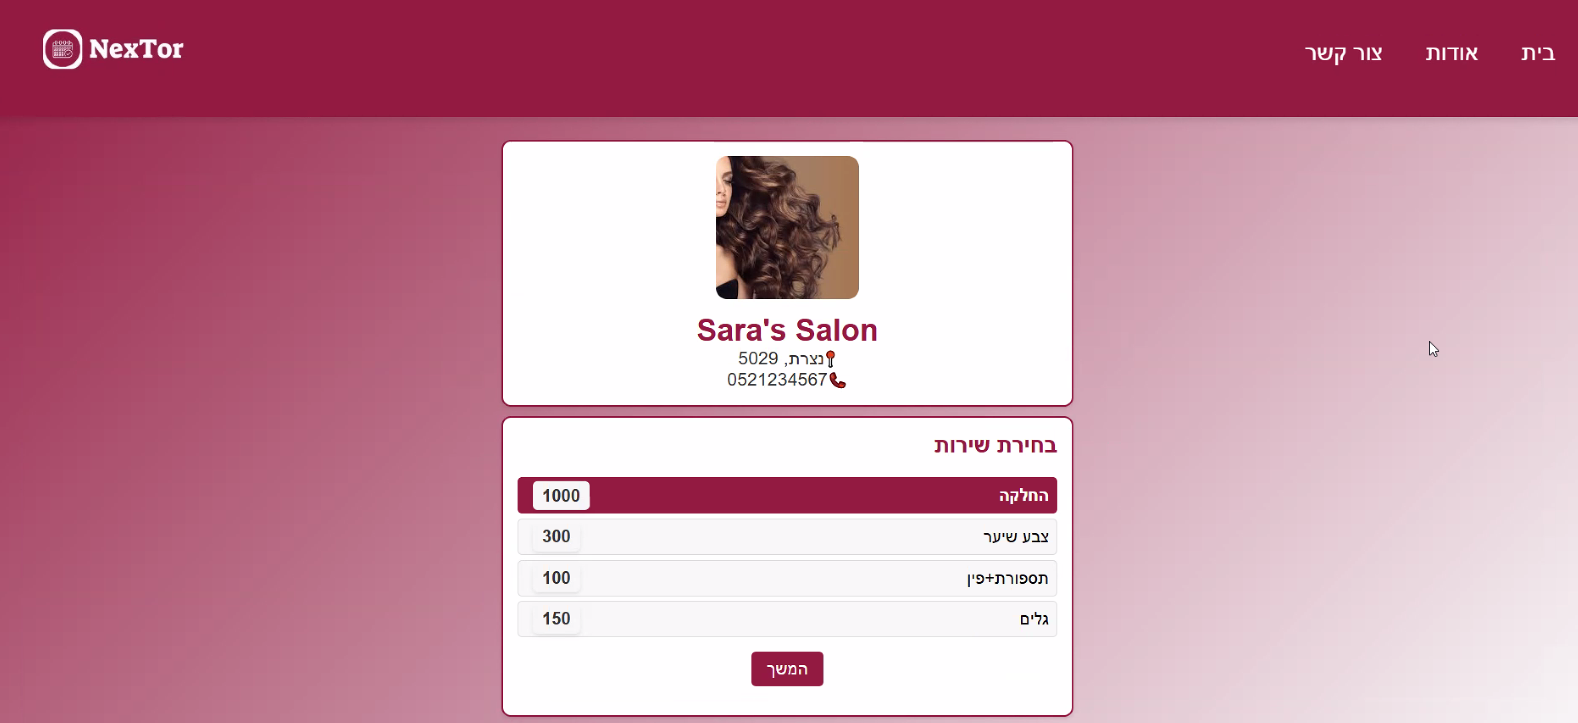 NexTor
בית אודות צור קשר
Sara's Salon
נצרת, 5029
0521234567
בחירת שירות
החלקה 1000
צבע שיער 300
תספורת+פין 100
גלים 150
המשך